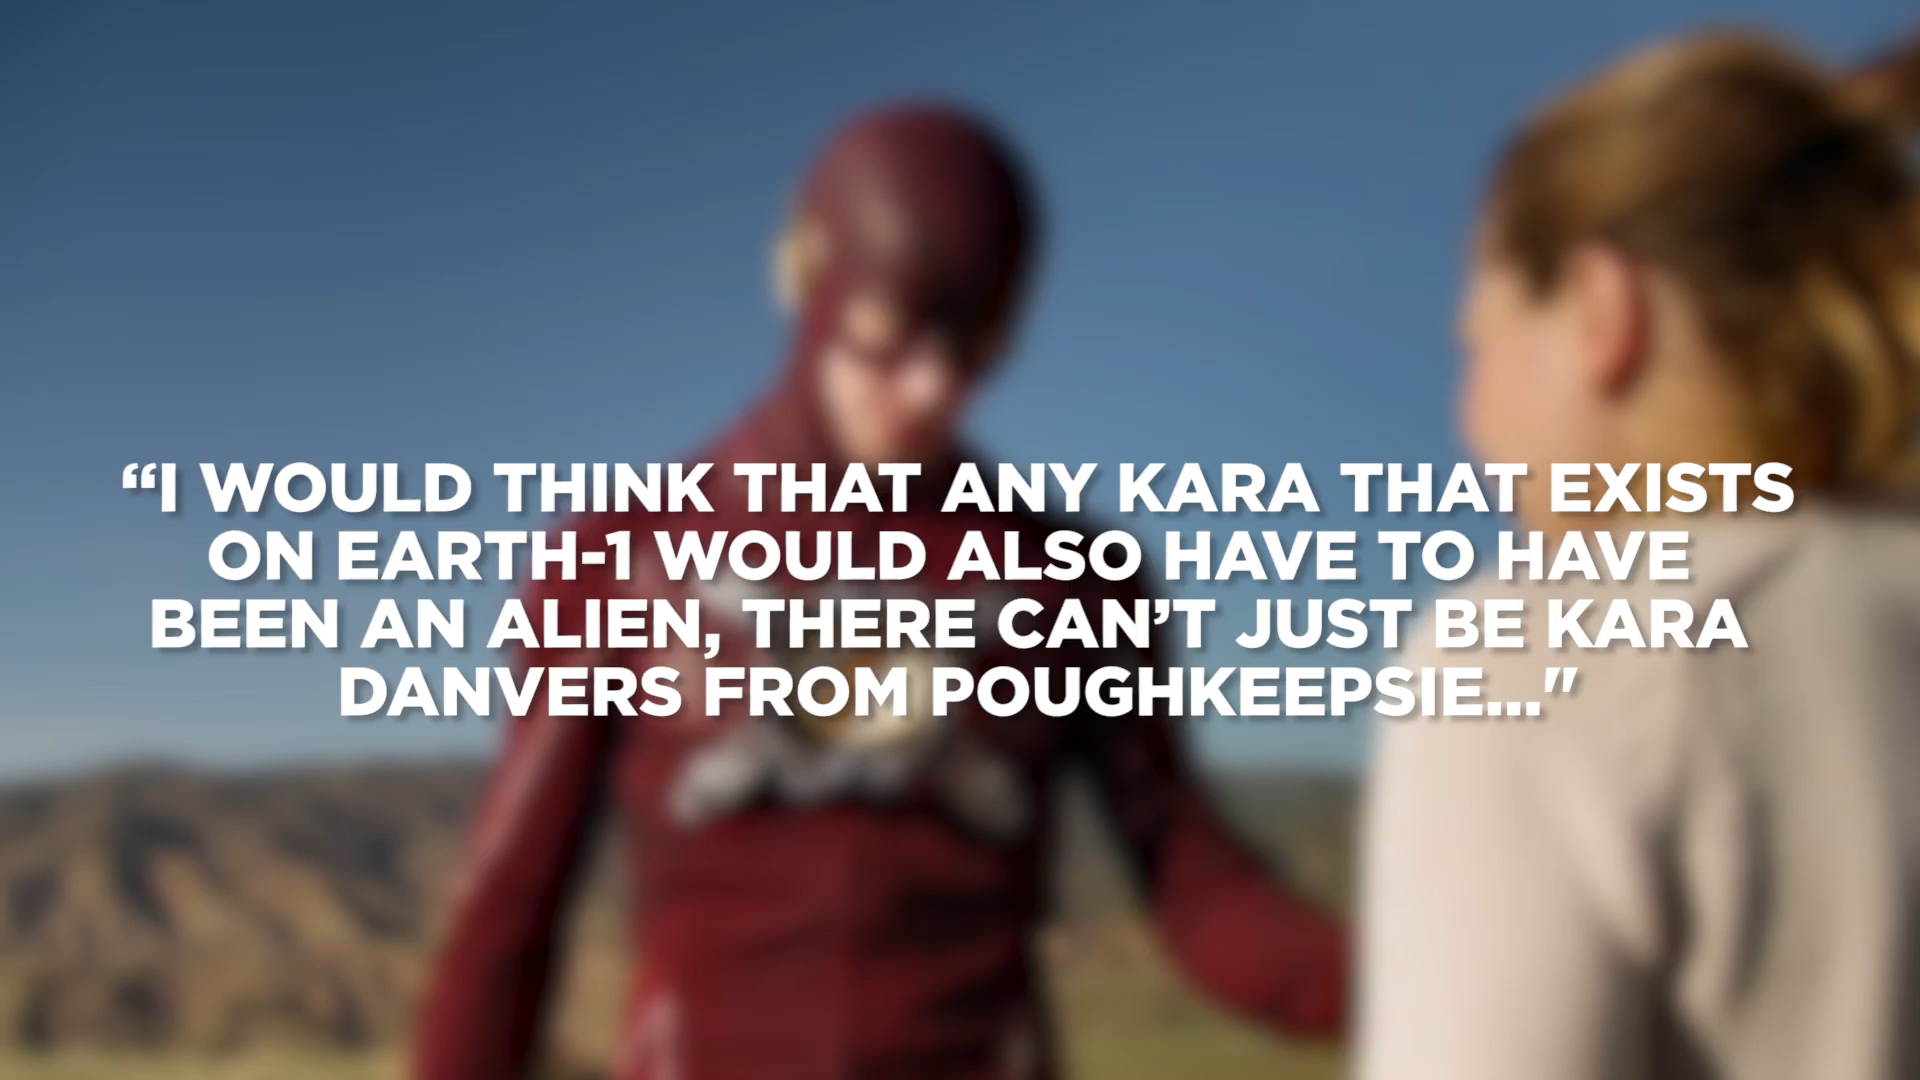 “I WOULD THINK THAT ANY KARA THAT EXISTS
ON EARTH-1 WOULD ALSO HAVE TO HAVE
BEEN AN ALIEN, THERE CAN’T JUST BE KARA
DANVERS FROM POUGHKEEPSIE..."